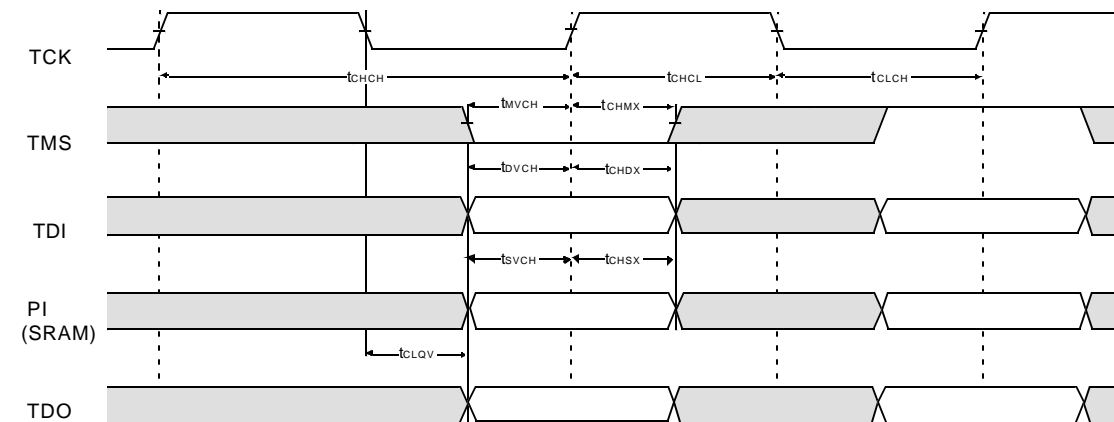 TCK
tCHCH
tCHCL
tCLCH
tMVCH
tCHMX
TMS
tDVCH
tCHDX
TDI
tSVCH
tCHSX
PI
(SRAM)
tCLQV
TDO